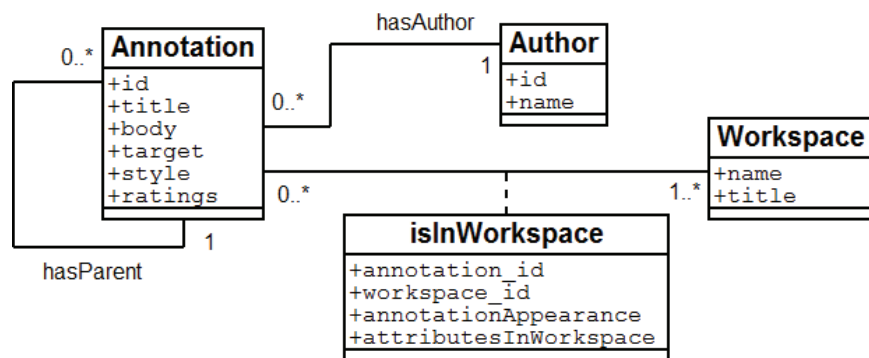 hasAuthor
Annotation
0..*
+id
+title
+body
+target
+style
+ratings
0..*
Author
1
+id
+name
Workspace
+name
+title
0..*
1..*
isInWorkspace
+annotation_id
+workspace_id
+annotationAppearance
+attributesInWorkspace
1
hasParent